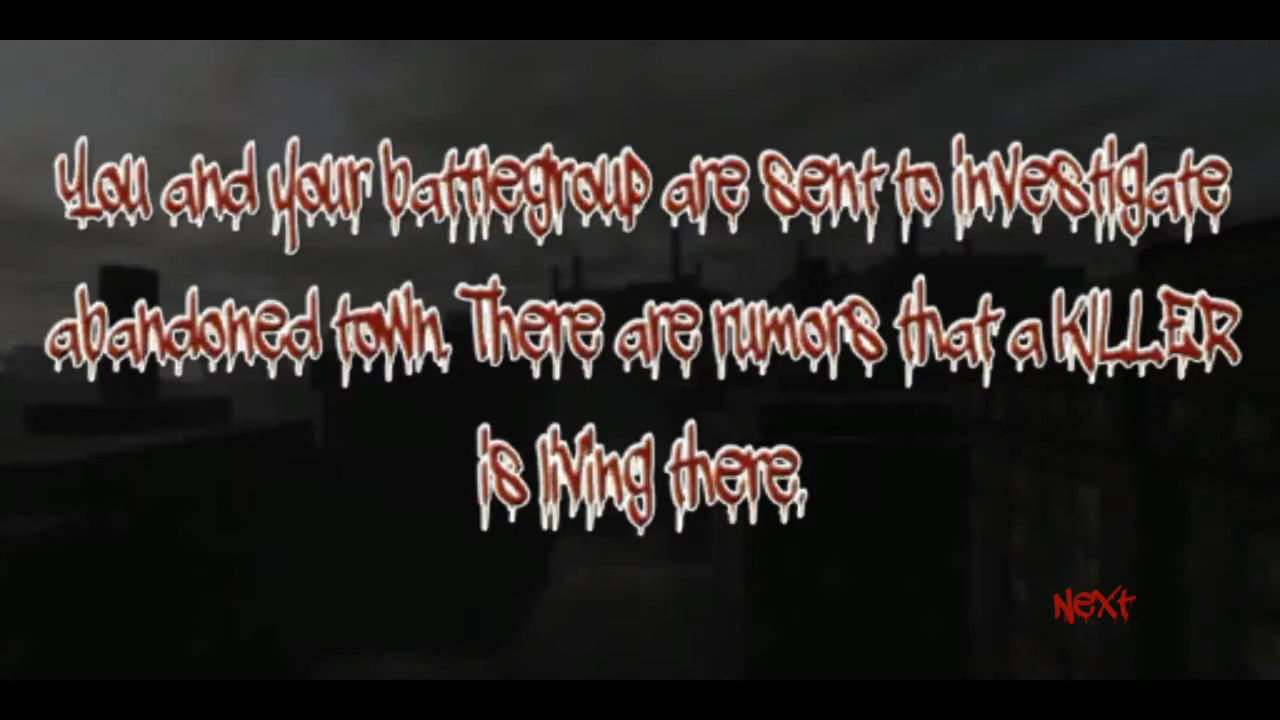 You and your battlegroup are sent to investigate
abandoned town. There are rumors that a KILLER
is living there.
Next